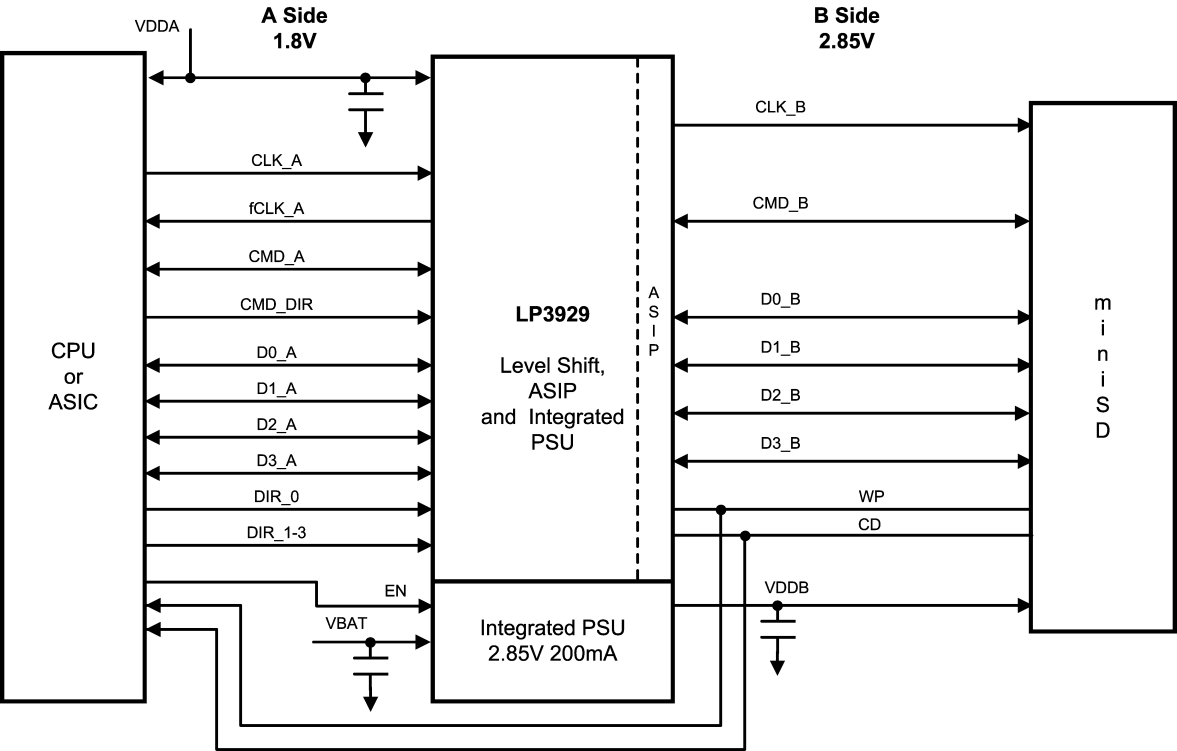 VDDA
A Side
1.8V
B Side
2.85V
CLK_A
fCLK_A
CMD_A
CMD_DIR
D0_A
D1_A
D2_A
D3_A
DIR_0
DIR_1-3
EN
VBAT
CPU
or
ASIC
LP3929
Level Shift,
ASIP
and Integrated
PSU
ASIP
Integrated PSU
2.85V 200mA
CLK_B
CMD_B
D0_B
D1_B
D2_B
D3_B
WP
CD
VDDB
miniSD